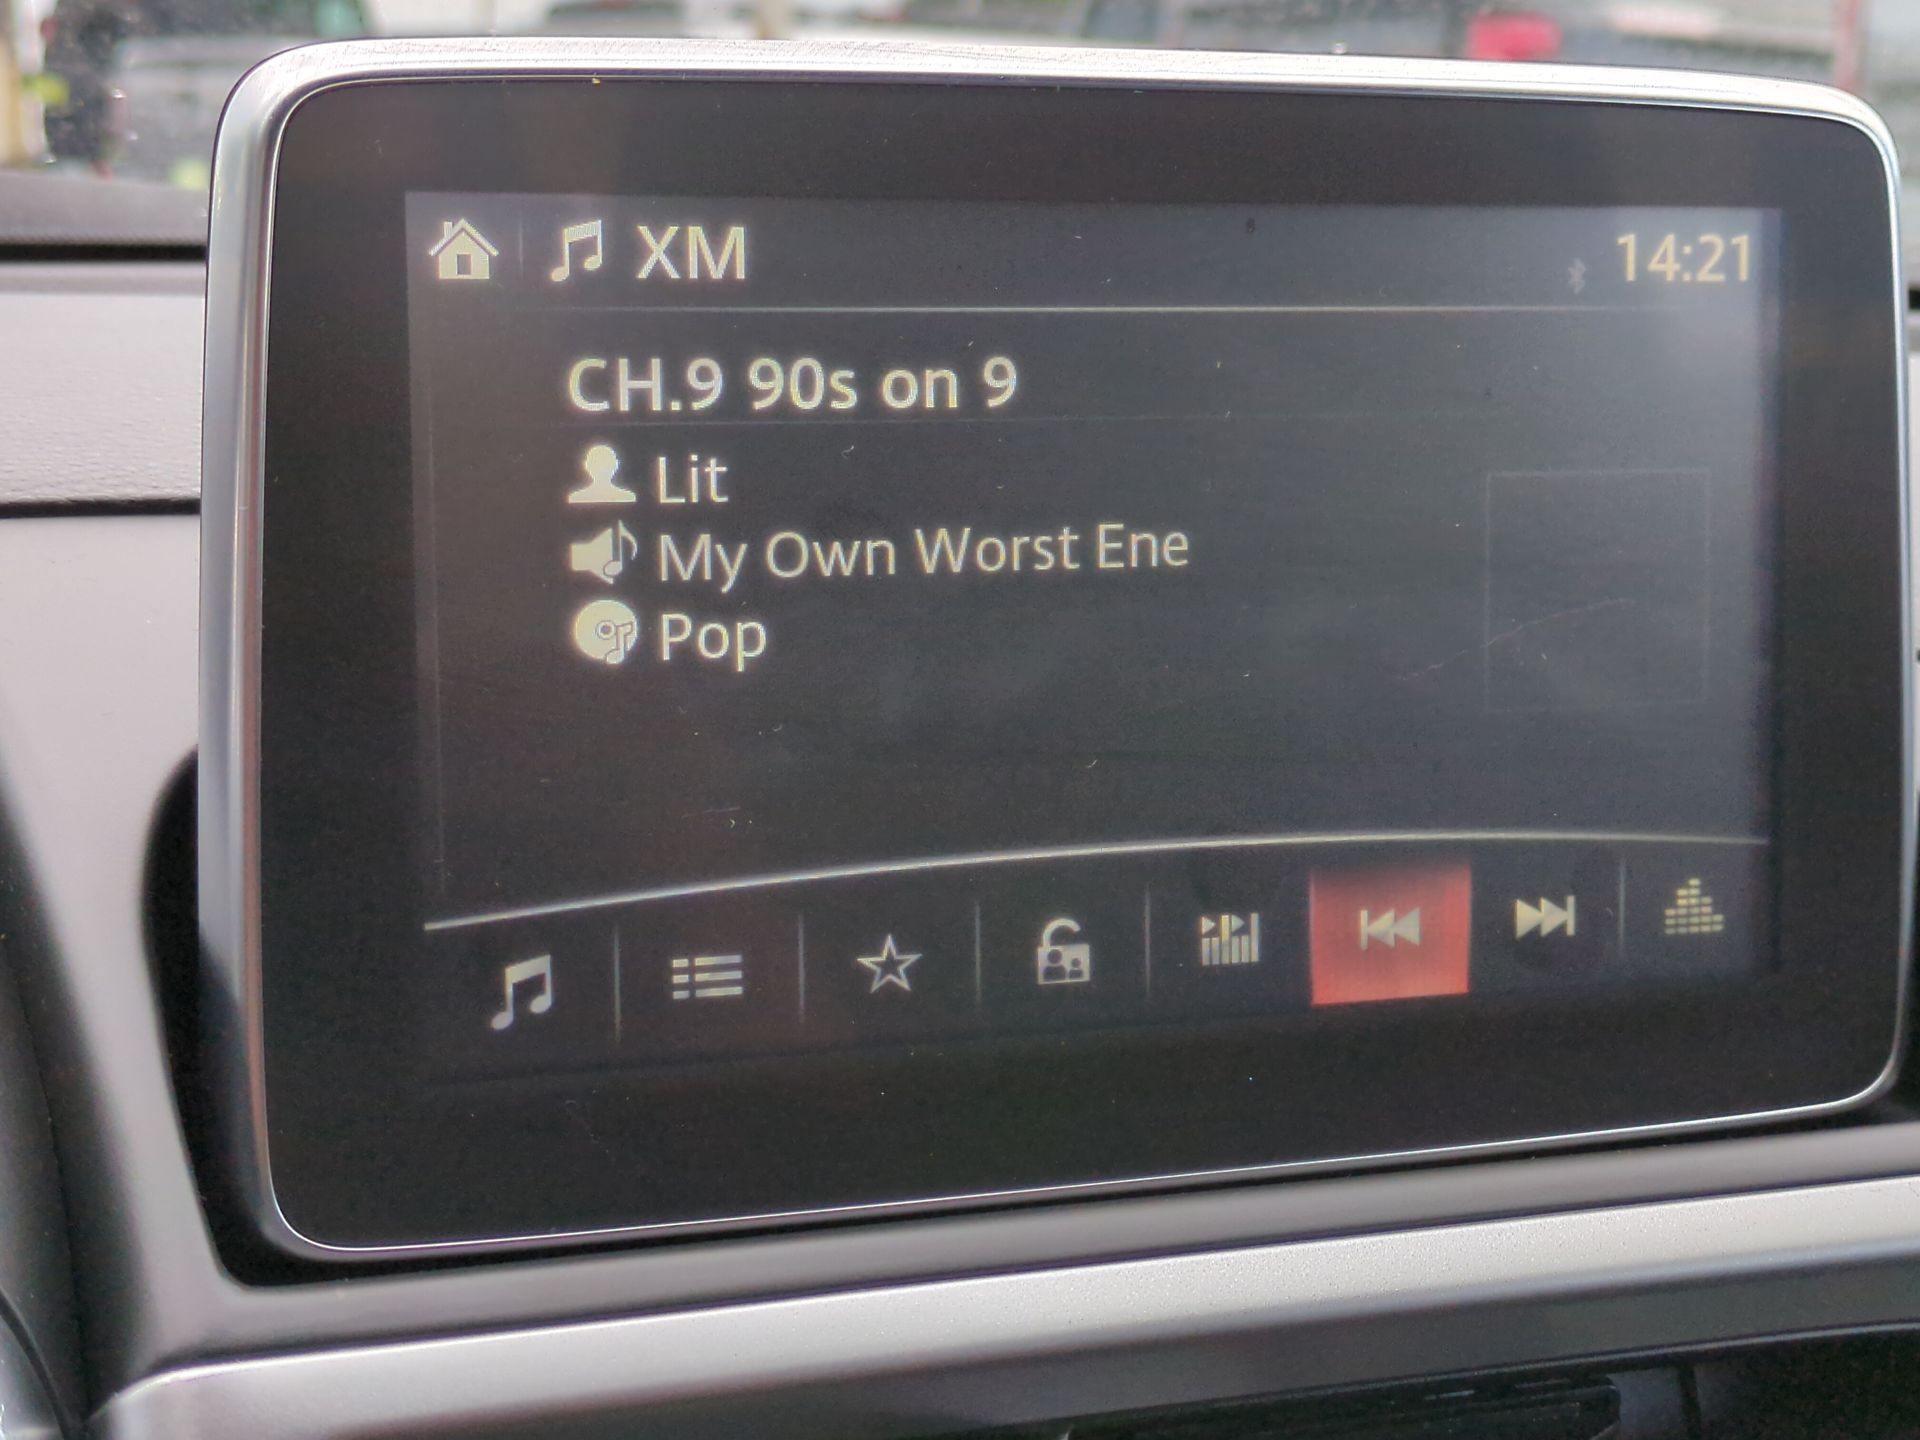 XM
14:21
CH.9 90s on 9
Lit
My Own Worst Ene
Pop